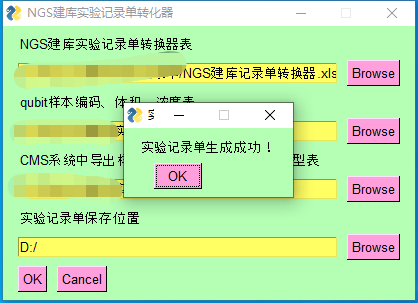 NGS建库实验记录单转化器
NGS建库实验记录单转换器表
/NGS建库实验记录单转换器.xls
Browse
qubit样本编码、体积、浓度表
Browse
CMS系统中导出样
型表
Browse
实验记录单生成成功！
OK
实验记录单保存位置
D:/
Browse
OK
Cancel